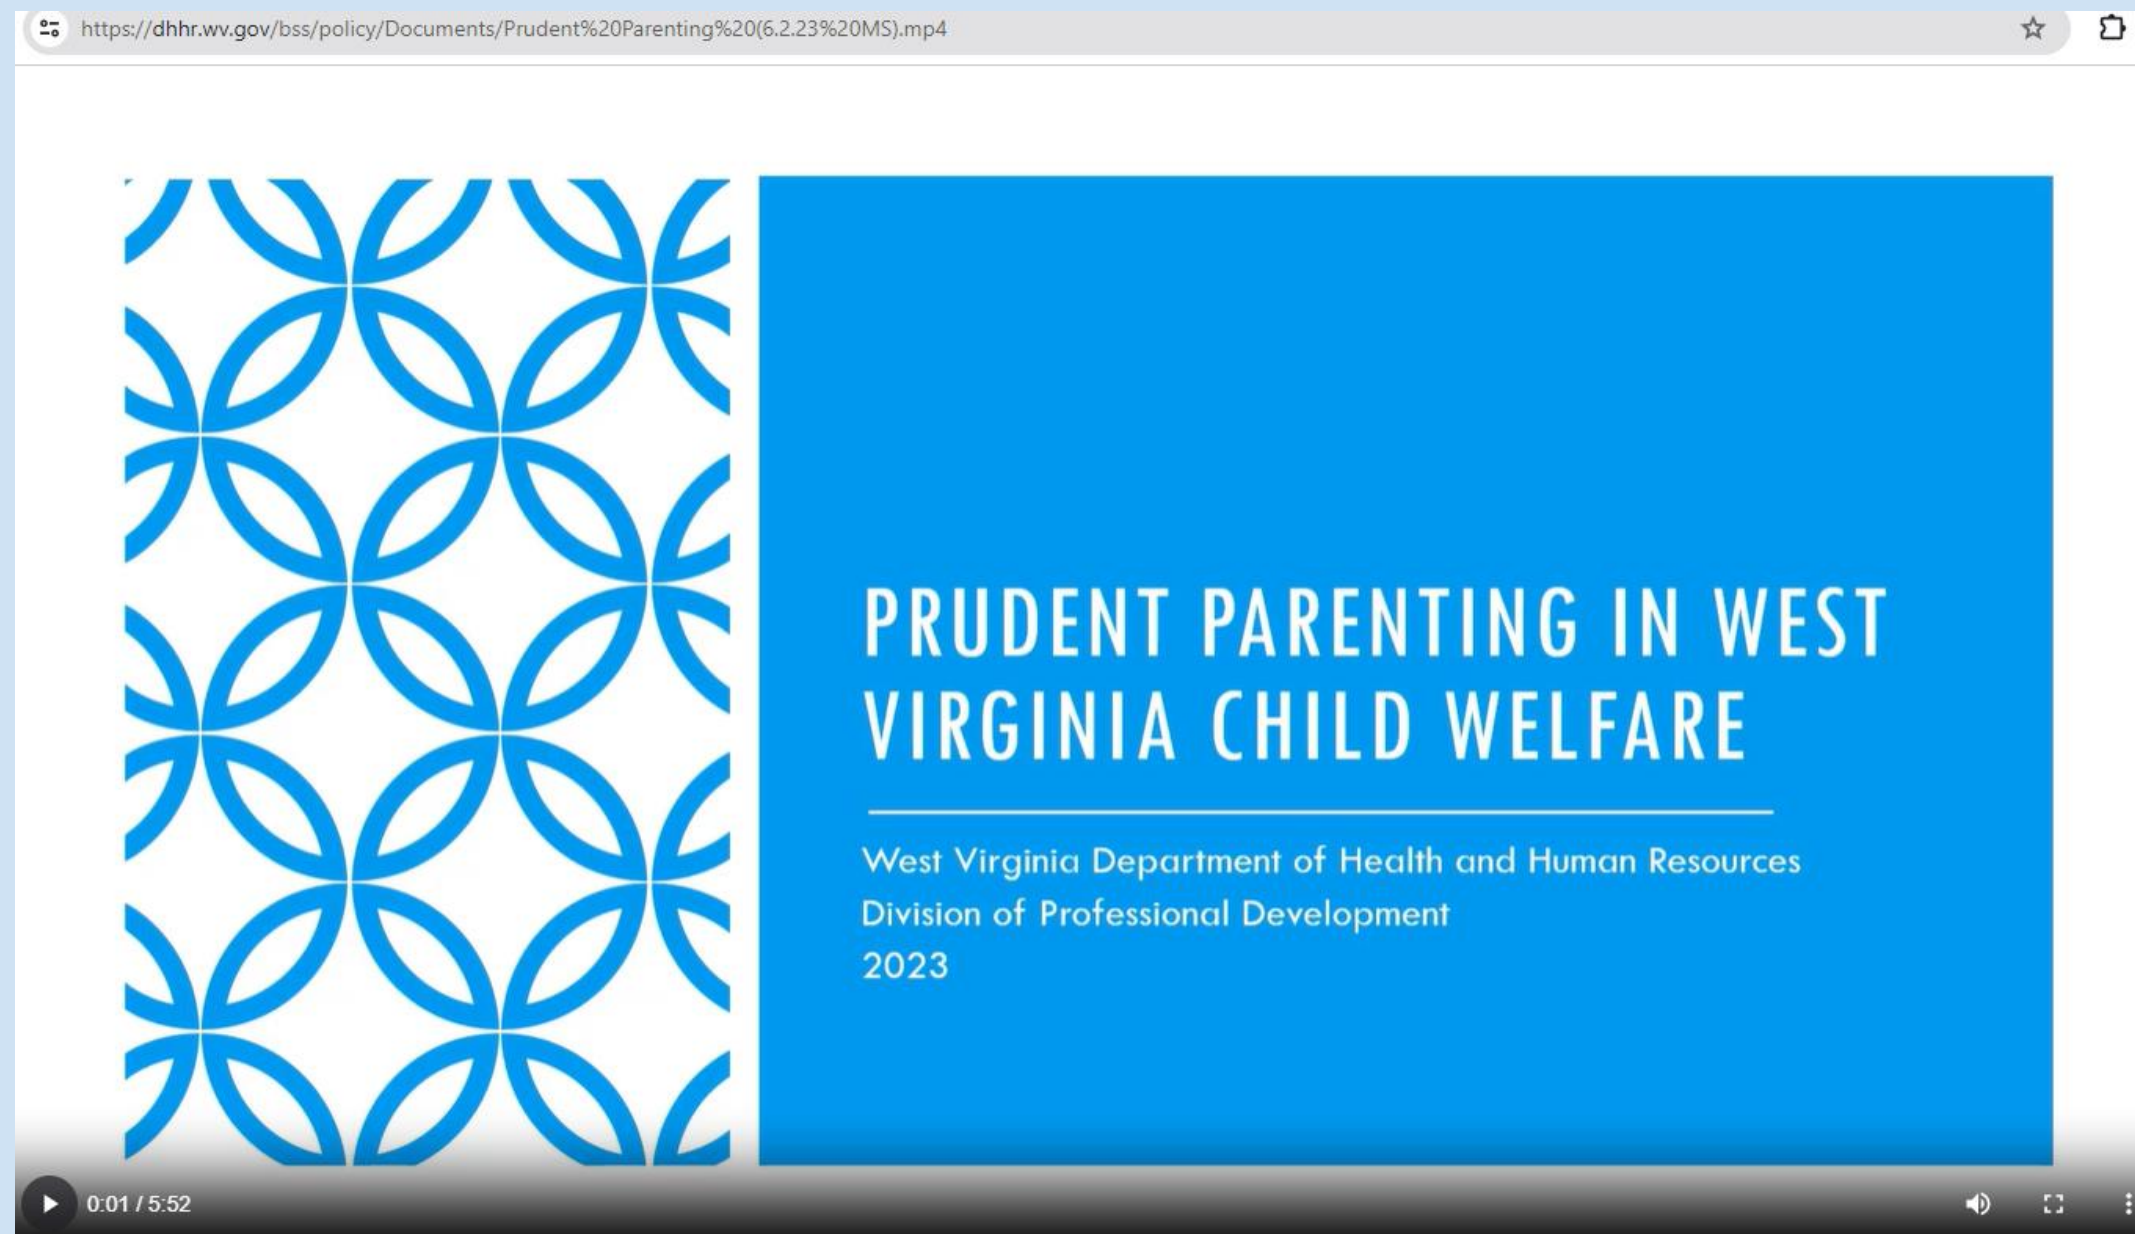 https://dhhr.wv.gov/bss/policy/Documents/Prudent%20Parenting%20(6.2.23%20MS).mp4
PRUDENT PARENTING IN WEST
VIRGINIA CHILD WELFARE
West Virginia Department of Health and Human Resources
Division of Professional Development
2023
0:01 / 5:52